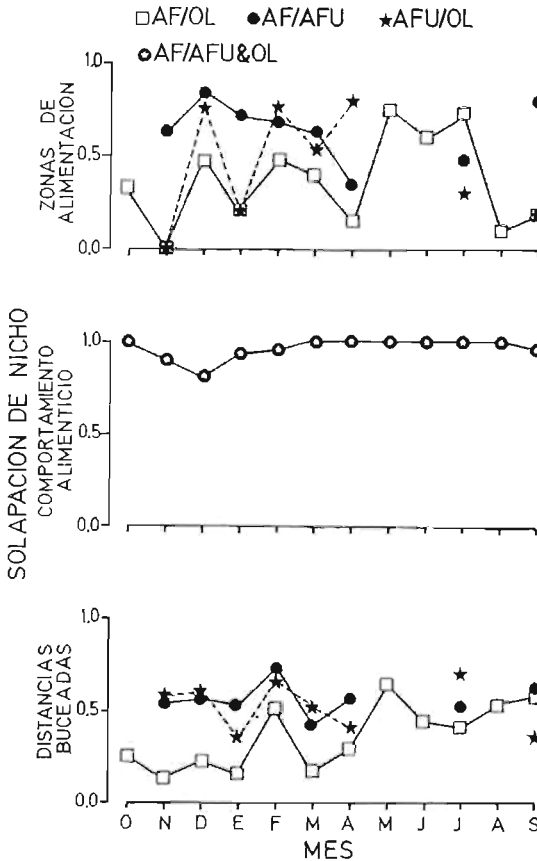 □AF/OL ●AF/AFU ★AFU/OL
○AF/AFU&OL
SOLAPACION DE NICHO
ZONAS DE
ALIMENTACION
1.0
0.5
0.0
COMPORTAMIENTO
ALIMENTICIO
1.0
0.5
0.0
DISTANCIAS
BUCEADAS
1.0
0.5
0.0
O N D E F M A M J J A S
MES